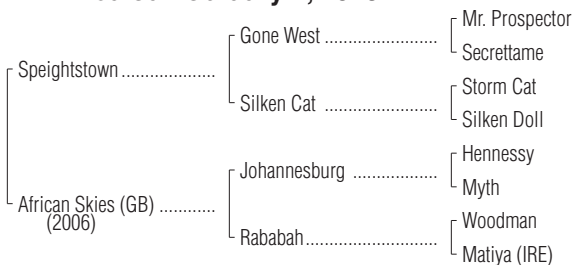 Gone West ......................
Mr. Prospector
Secrettame
Speightstown ...................
Silken Cat .....................
Storm Cat
Silken Doll
Johannesburg .................
Hennessy
Myth
African Skies (GB) ............
(2006)
Rababah..........................
Woodman
Matiya (IRE)